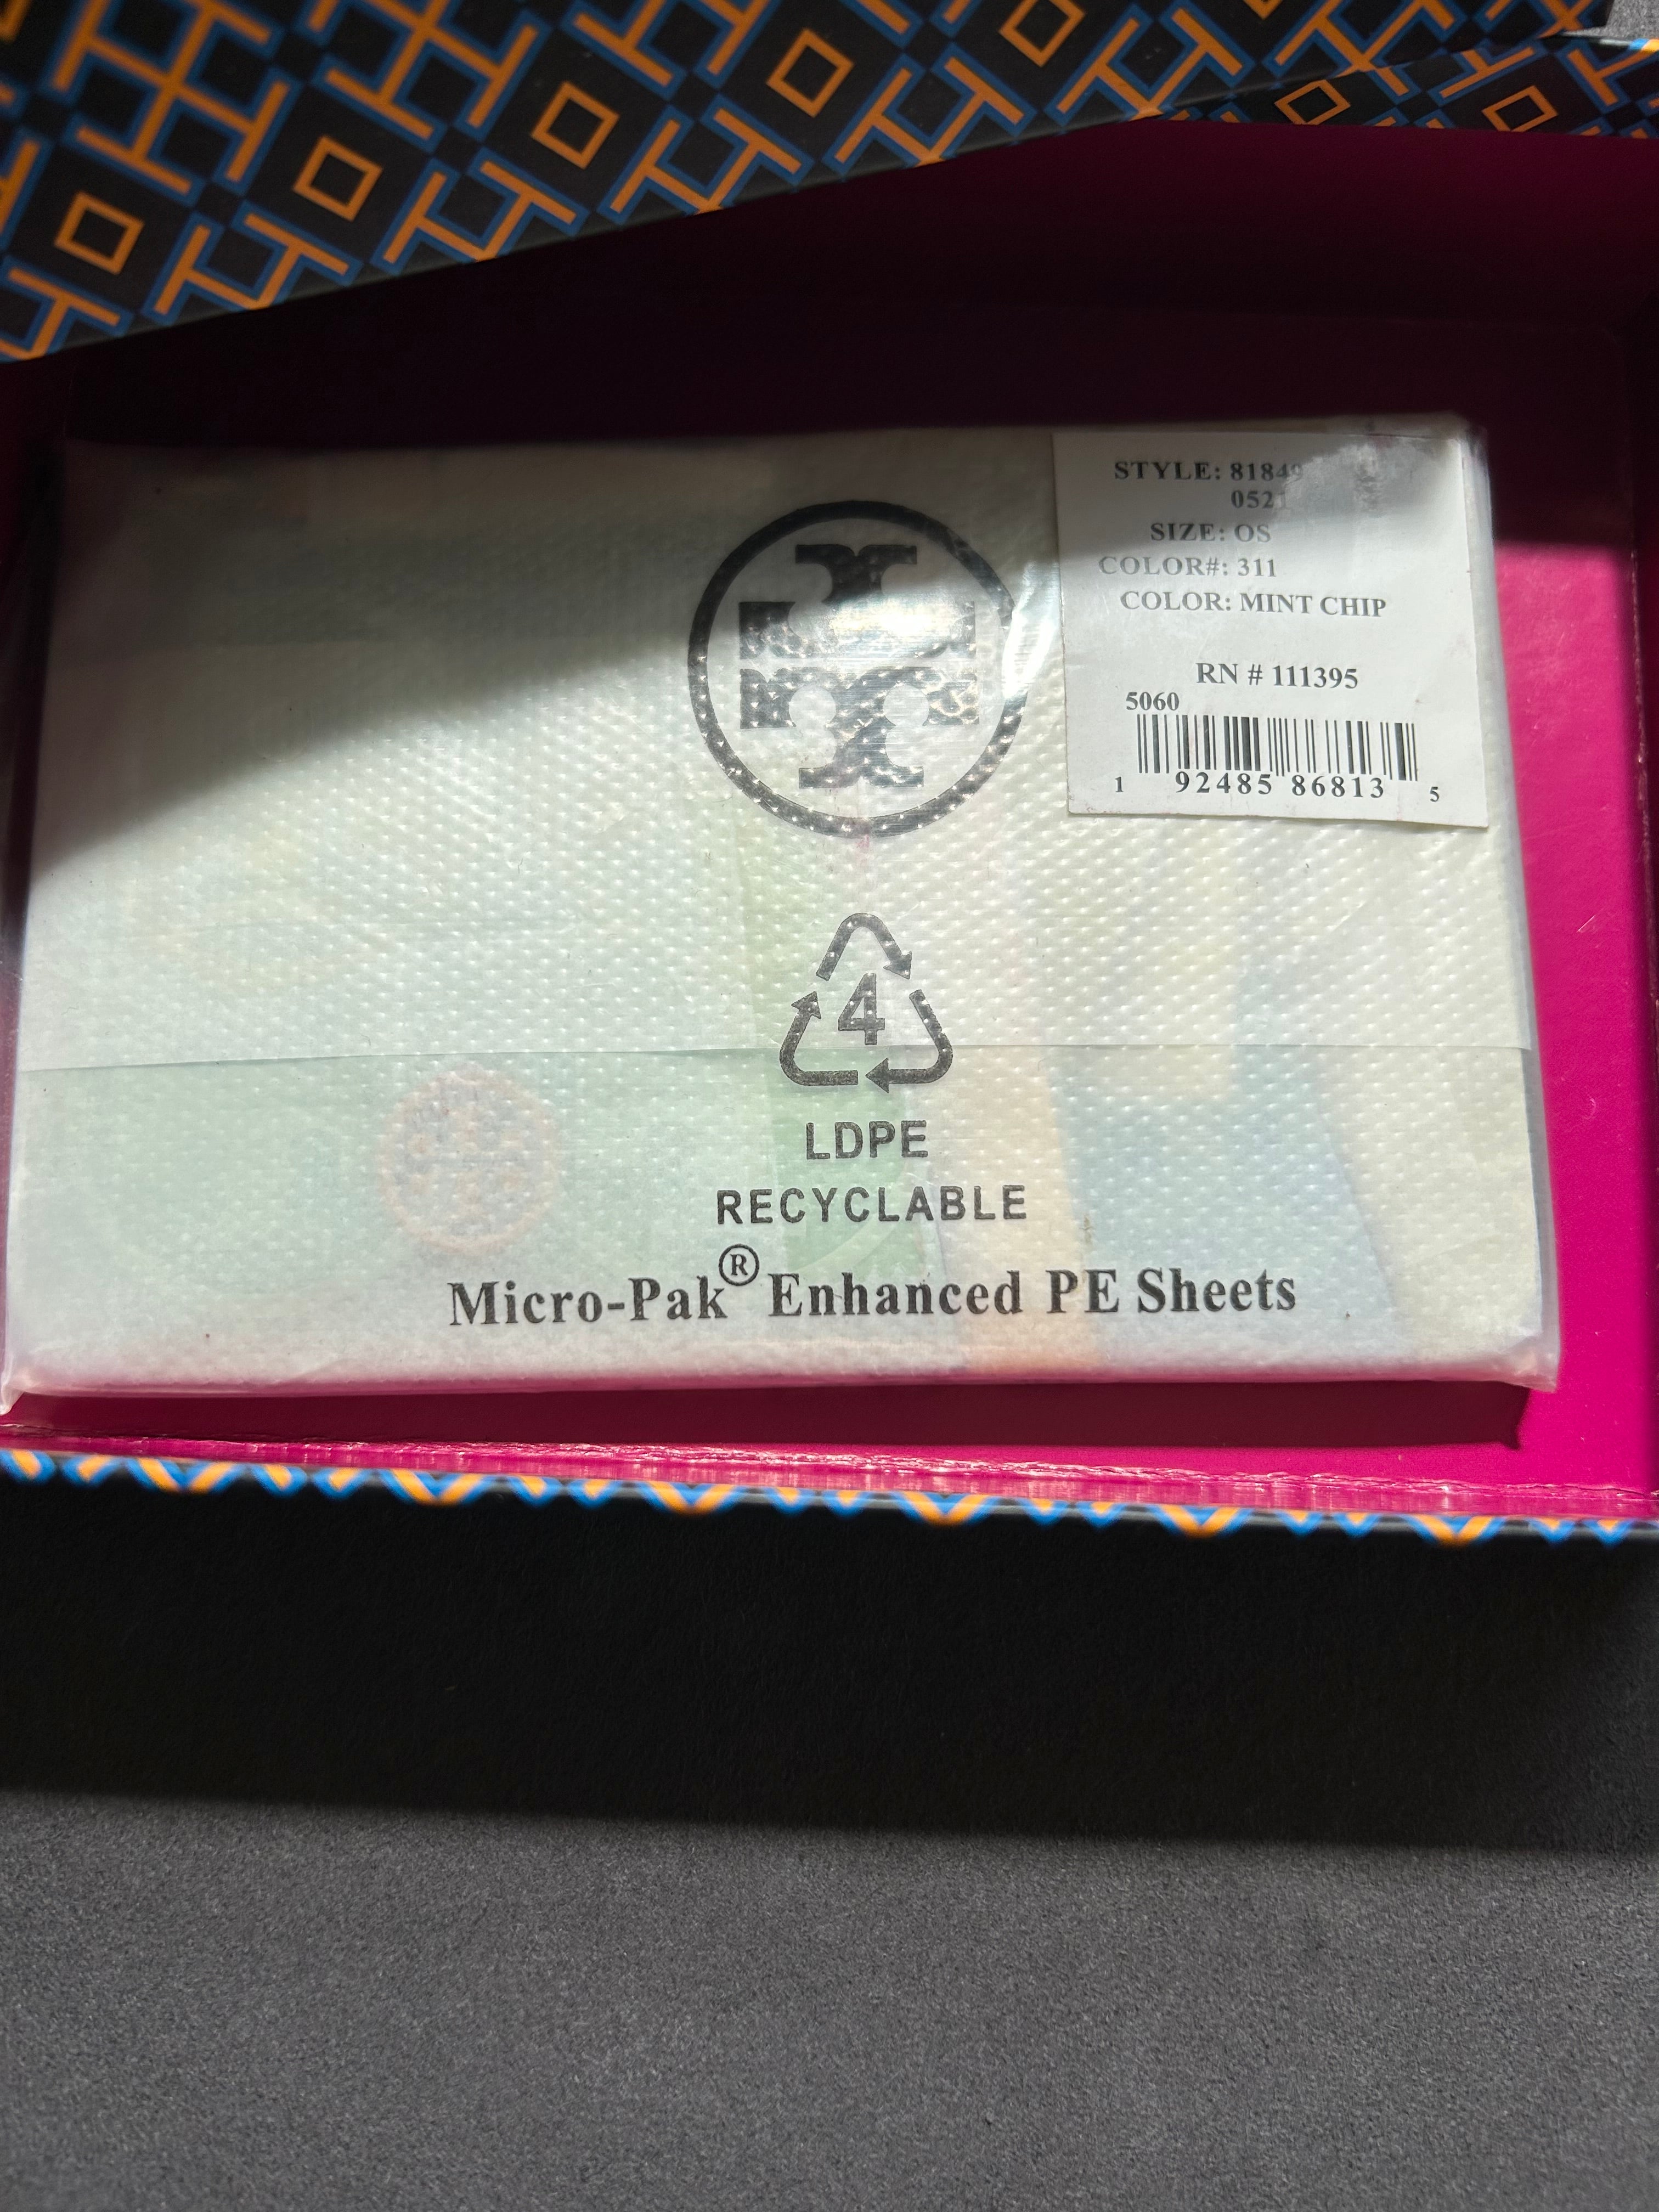 STYLE: 81849
0521
SIZE: OS
COLOR#: 311
COLOR: MINT CHIP
RN # 111395
5060
1 92485 86813 5
4
LDPE
RECYCLABLE
Micro-Pak® Enhanced PE Sheets